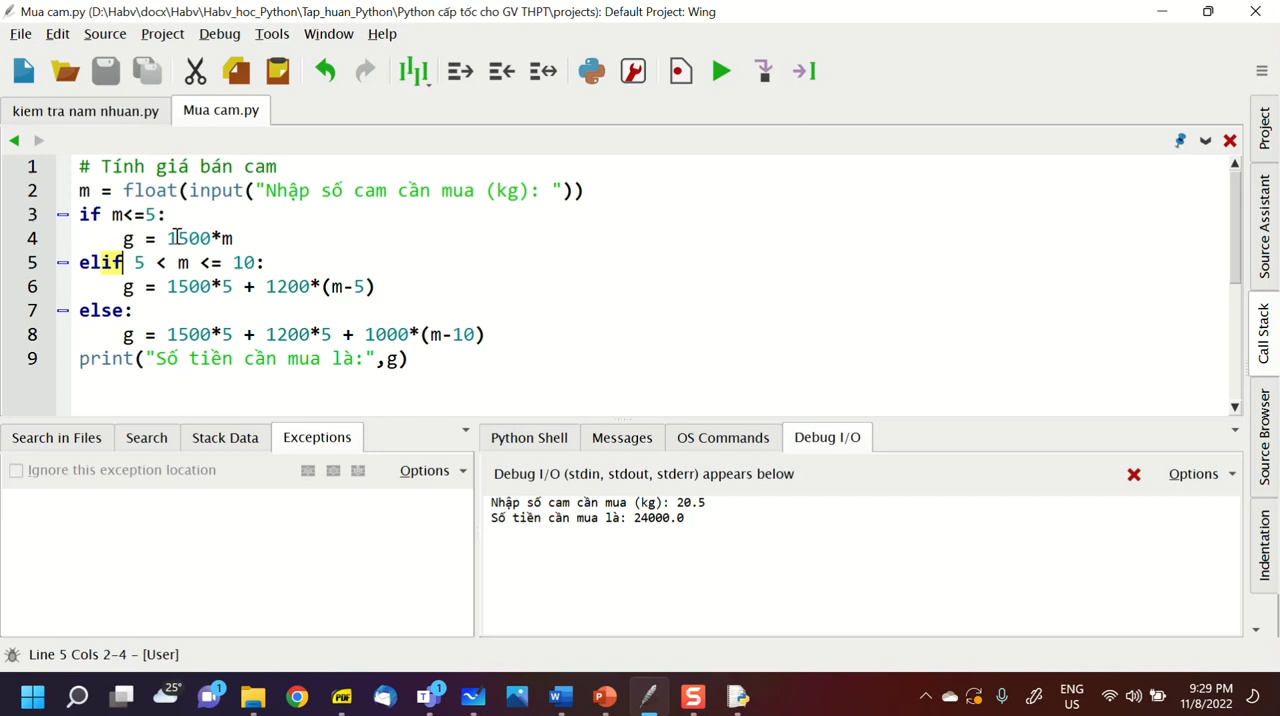 Mua cam.py (D:\Habv\docx\Habv\Habv_hoc_Python\Tap_huan_Python\Python cấp tốc cho GV THPT\projects): Default Project: Wing
File Edit Source Project Debug Tools Window Help
kiem tra nam nhuan.py Mua cam.py
1 # Tính giá bán cam
2 m = float(input("Nhập số cam cần mua (kg): "))
3 if m<=5:
4 g = 1500*m
5 elif 5 < m <= 10:
6 g = 1500*5 + 1200*(m-5)
7 else:
8 g = 1500*5 + 1200*5 + 1000*(m-10)
9 print("Số tiền cần mua là:",g)
Project
Source Assistant
Call Stack
Source Browser
Indentation
Search in Files Search Stack Data Exceptions
Ignore this exception location Options
Python Shell Messages OS Commands Debug I/O
Debug I/O (stdin, stdout, stderr) appears below Options
Nhập số cam cần mua (kg): 20.5
Số tiền cần mua là: 24000.0
Line 5 Cols 2-4 - [User]
25°
1
1
ENG
US
9:29 PM
11/8/2022